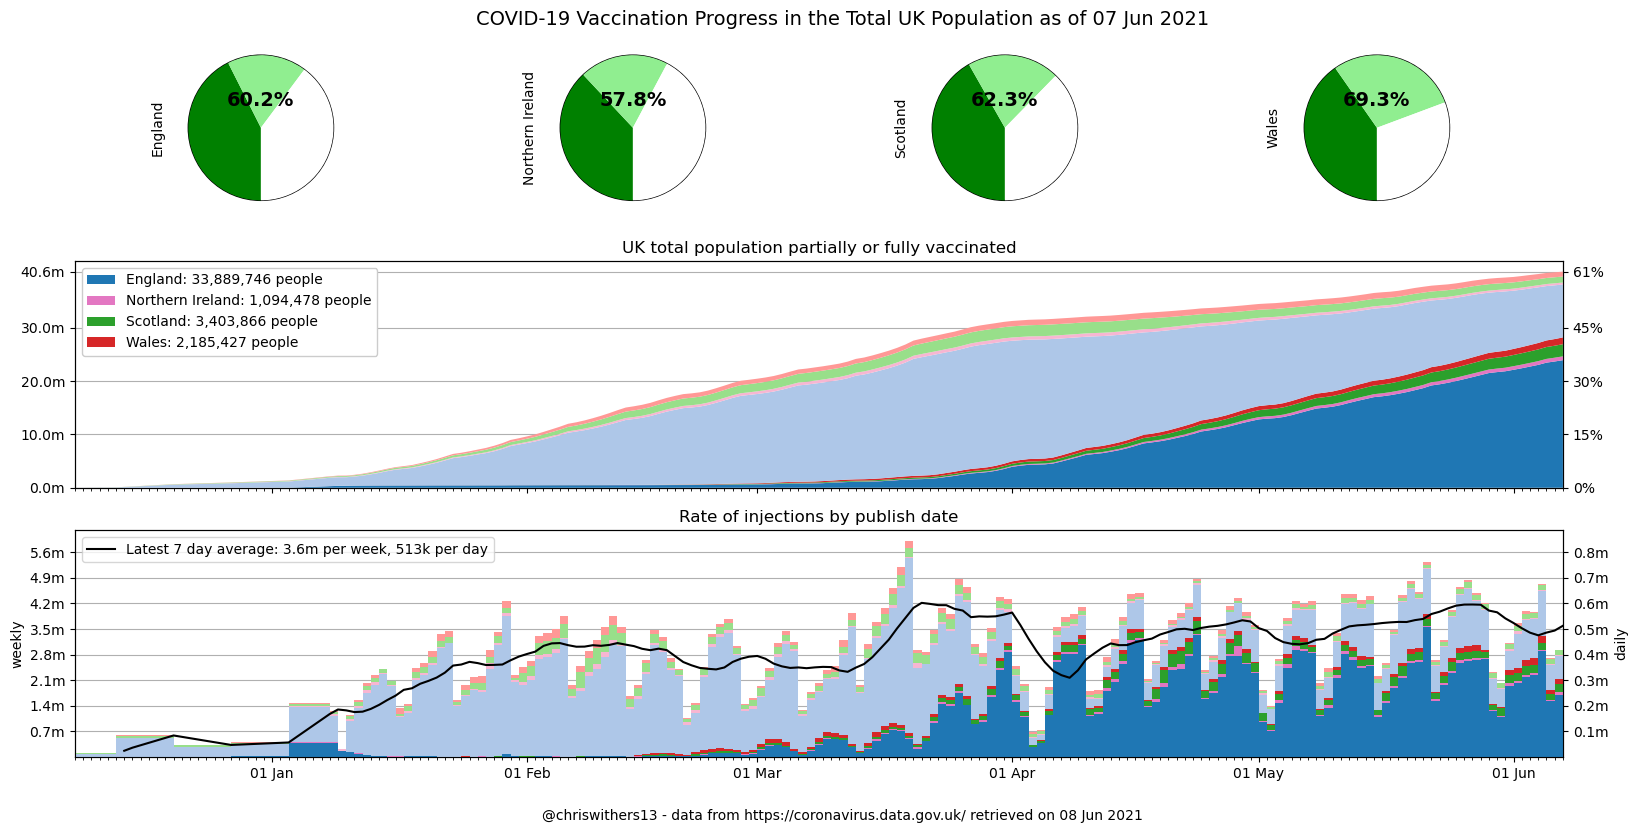 COVID-19 Vaccination Progress in the Total UK Population as of 07 Jun 2021
England
60.2%
Northern Ireland
57.8%
Scotland
62.3%
Wales
69.3%
UK total population partially or fully vaccinated
40.6m
30.0m
20.0m
10.0m
0.0m
England: 33,889,746 people
Northern Ireland: 1,094,478 people
Scotland: 3,403,866 people
Wales: 2,185,427 people
61%
45%
30%
15%
0%
Rate of injections by publish date
weekly
5.6m
4.9m
4.2m
3.5m
2.8m
2.1m
1.4m
0.7m
Latest 7 day average: 3.6m per week, 513k per day
0.8m
0.7m
0.6m
0.5m
0.4m
0.3m
0.2m
0.1m
daily
01 Jan
01 Feb
01 Mar
01 Apr
01 May
01 Jun
@chriswithers13 - data from https://coronavirus.data.gov.uk/ retrieved on 08 Jun 2021